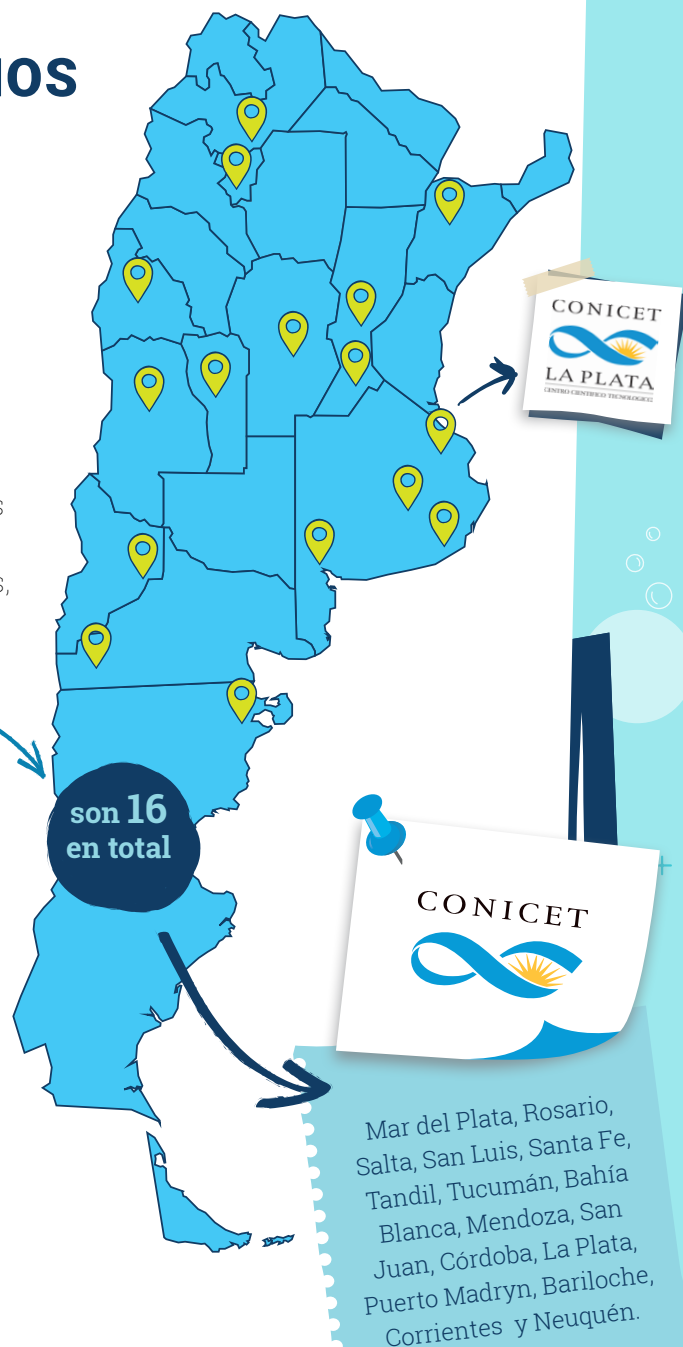 CONICET
LA PLATA
CENTRO CIENTÍFICO TECNOLÓGICO
son 16
en total
CONICET
Mar del Plata, Rosario,
Salta, San Luis, Santa Fe,
Tandil, Tucumán, Bahía
Blanca, Mendoza, San
Juan, Córdoba, La Plata,
Puerto Madryn, Bariloche,
Corrientes y Neuquén.